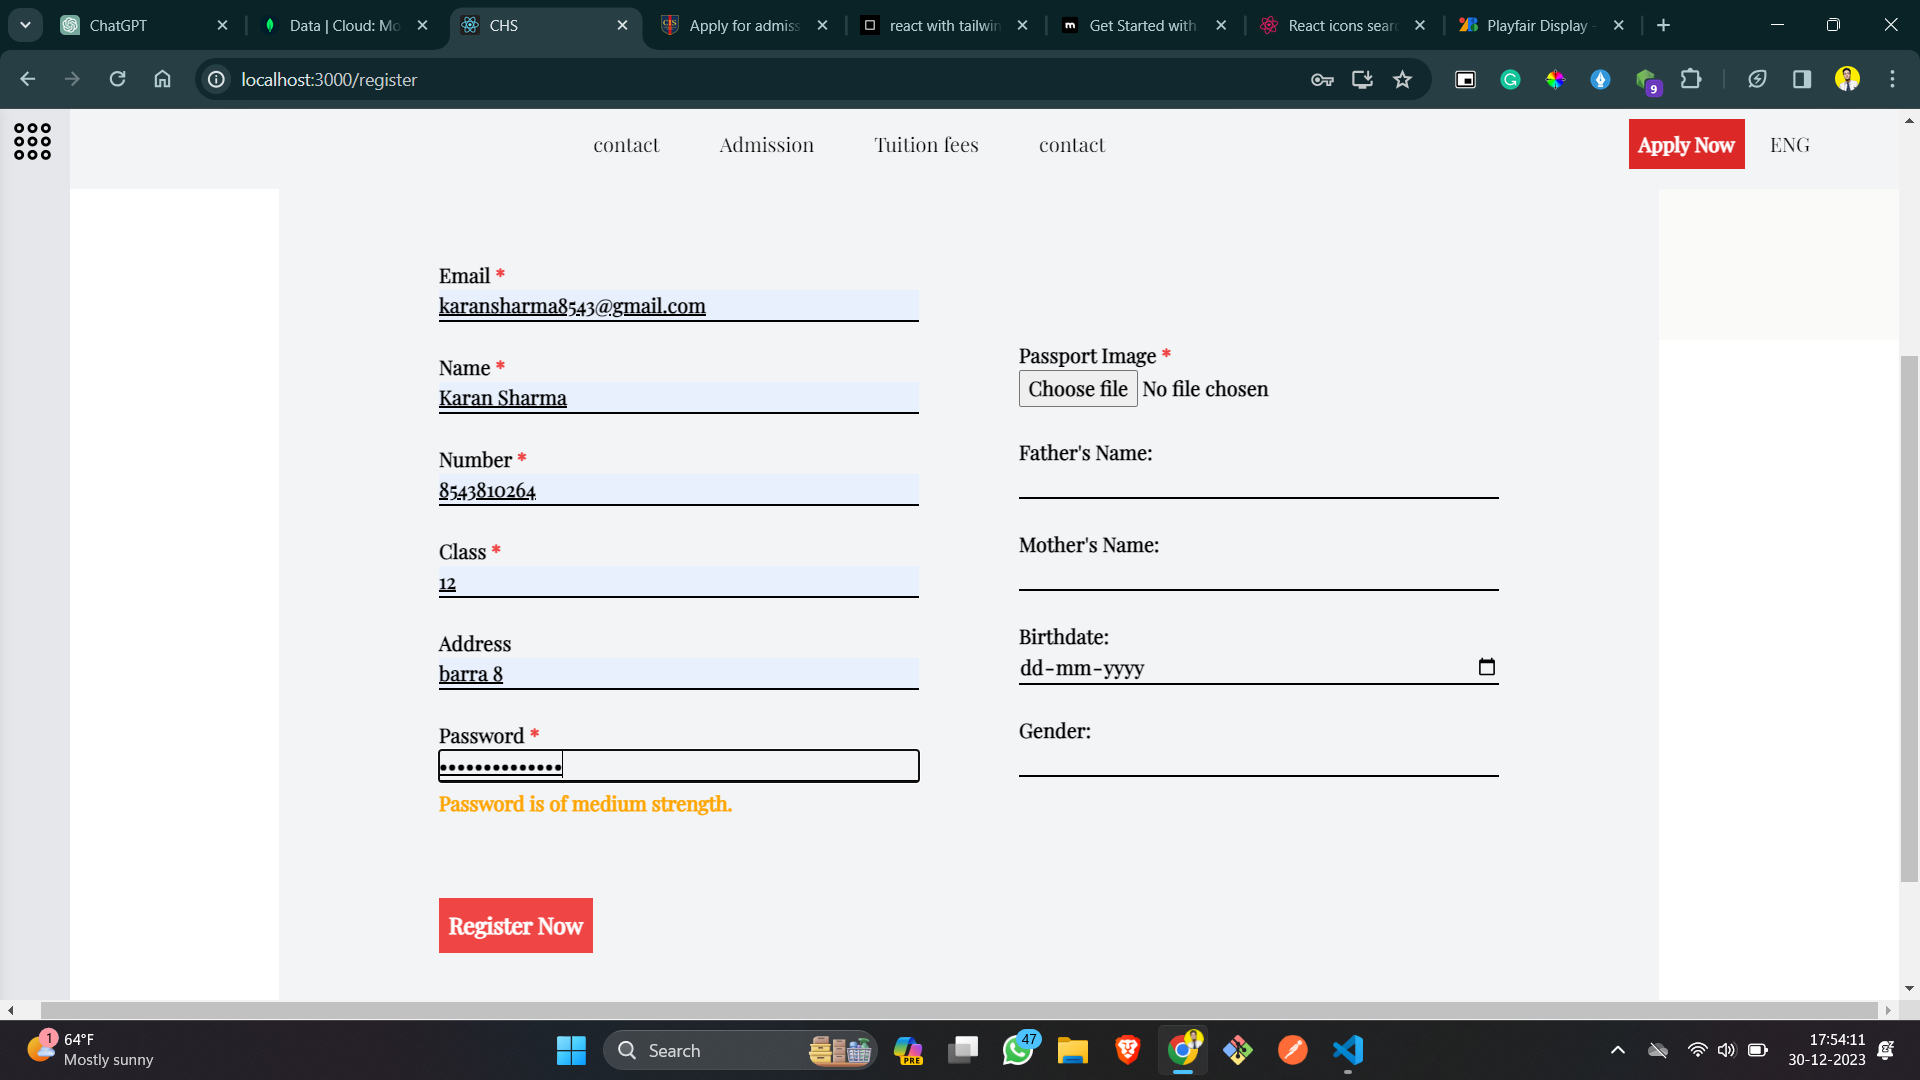 ChatGPT
Data | Cloud: Mo
CHS
Apply for admiss
react with tailwin
Get Started with
React icons sear
Playfair Display -
localhost:3000/register
9
contact
Admission
Tuition fees
contact
Apply Now
ENG
Email *
karansharma8543@gmail.com
Name *
Karan Sharma
Number *
8543810264
Class *
12
Address
barra 8
Password *
••••••••••••••
Password is of medium strength.
Passport Image *
Choose file No file chosen
Father's Name:
Mother's Name:
Birthdate:
dd-mm-yyyy
Gender:
Register Now
1
64°F
Mostly sunny
Search
PRE
47
17:54:11
30-12-2023